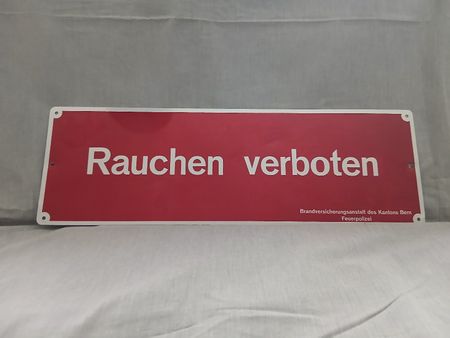 Rauchen verboten
Brandversicherungsanstalt des Kantons Bern
Feuerpolizei